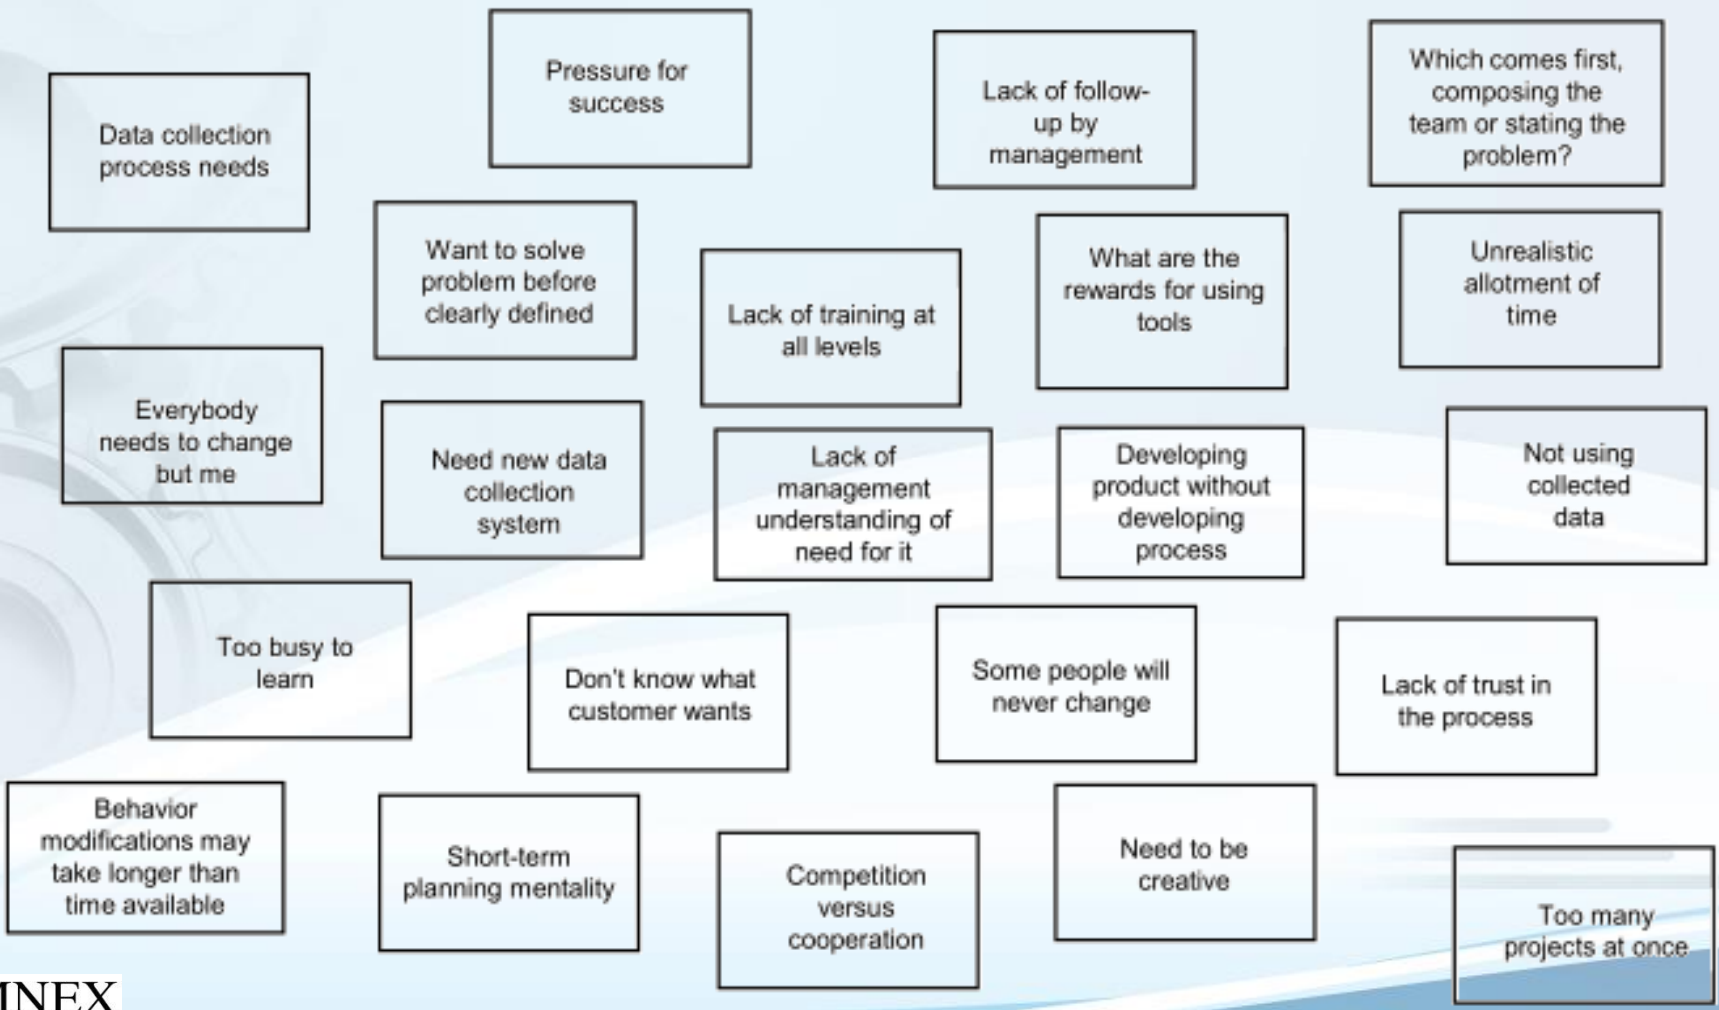 Pressure for
success
Lack of follow-
up by
management
Which comes first,
composing the
team or stating the
problem?
Data collection
process needs
Want to solve
problem before
clearly defined
Lack of training at
all levels
What are the
rewards for using
tools
Unrealistic
allotment of
time
Everybody
needs to change
but me
Need new data
collection
system
Lack of
management
understanding of
need for it
Developing
product without
developing
process
Not using
collected
data
Too busy to
learn
Don't know what
customer wants
Some people will
never change
Lack of trust in
the process
Behavior
modifications may
take longer than
time available
Short-term
planning mentality
Competition
versus
cooperation
Need to be
creative
Too many
projects at once